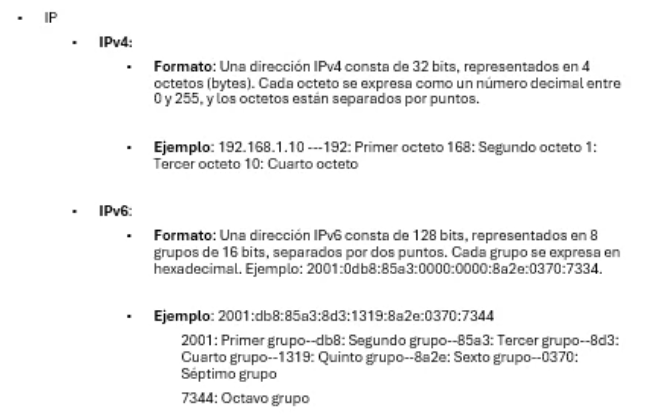 • IP
• IPv4:
• Formato: Una dirección IPv4 consta de 32 bits, representados en 4
octetos (bytes). Cada octeto se expresa como un número decimal entre
0 y 255, y los octetos están separados por puntos.
• Ejemplo: 192.168.1.10 ---192: Primer octeto 168: Segundo octeto 1:
Tercer octeto 10: Cuarto octeto
• IPv6:
• Formato: Una dirección IPv6 consta de 128 bits, representados en 8
grupos de 16 bits, separados por dos puntos. Cada grupo se expresa en
hexadecimal. Ejemplo: 2001:0db8:85a3:0000:0000:8a2e:0370:7334.
• Ejemplo: 2001:db8:85a3:8d3:1319:8a2e:0370:7344
2001: Primer grupo--db8: Segundo grupo--85a3: Tercer grupo--8d3:
Cuarto grupo--1319: Quinto grupo--8a2e: Sexto grupo--0370:
Séptimo grupo
7344: Octavo grupo